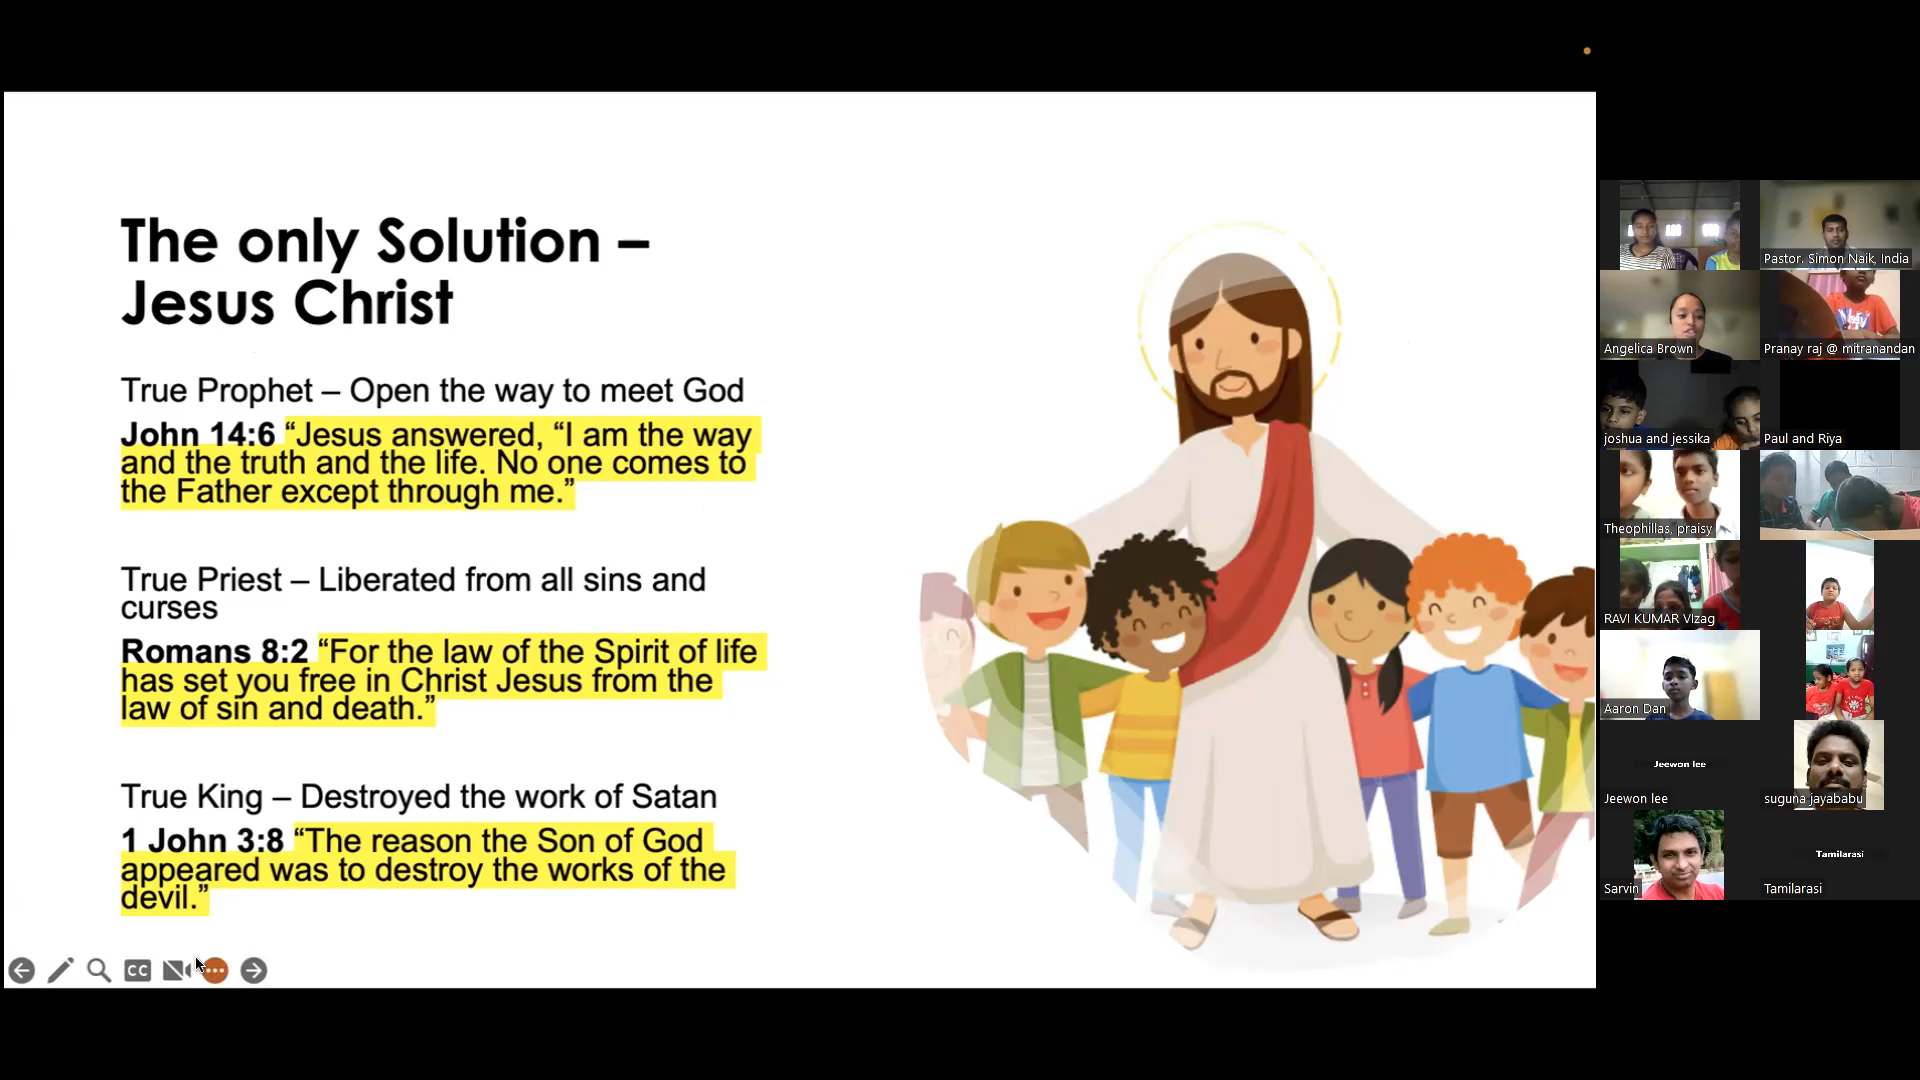 The only Solution –
Jesus Christ
True Prophet – Open the way to meet God
John 14:6 “Jesus answered, “I am the way
and the truth and the life. No one comes to
the Father except through me.”
True Priest – Liberated from all sins and
curses
Romans 8:2 “For the law of the Spirit of life
has set you free in Christ Jesus from the
law of sin and death.”
True King – Destroyed the work of Satan
1 John 3:8 “The reason the Son of God
appeared was to destroy the works of the
devil.”
CC
Pastor. Simon Naik, India
Angelica Brown
Pranay raj @ mitranandan
joshua and jessika
Paul and Riya
Theophillas, praisy
RAVI KUMAR VIzag
Aaron Dan
Jeewon lee
Jeewon lee
suguna jayababu
Sarvin
Tamilarasi
Tamilarasi